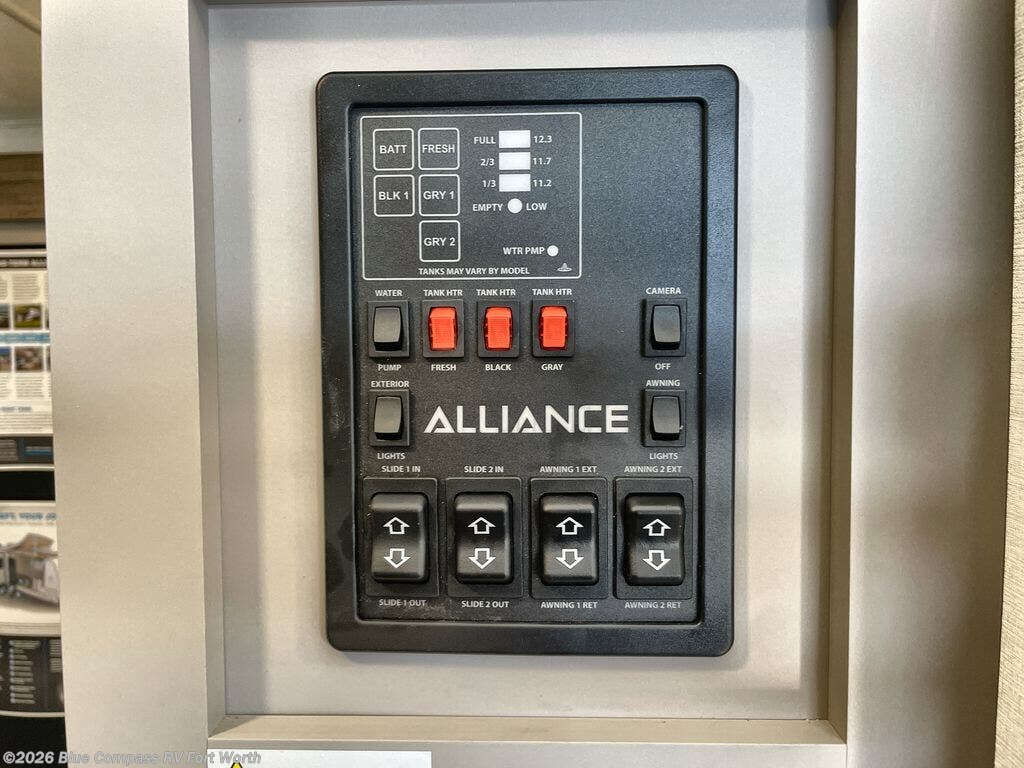 BATT FRESH
BLK 1 GRY 1
GRY 2
FULL 12.3
2/3 11.7
1/3 11.2
EMPTY LOW
WTR PMP
TANKS MAY VARY BY MODEL
WATER TANK HTR TANK HTR TANK HTR CAMERA
PUMP FRESH BLACK GRAY OFF
EXTERIOR AWNING
ALLIANCE
LIGHTS LIGHTS
SLIDE 1 IN SLIDE 2 IN AWNING 1 EXT AWNING 2 EXT
SLIDE 1 OUT SLIDE 2 OUT AWNING 1 RET AWNING 2 RET
©2026 Blue Compass RV Fort Worth